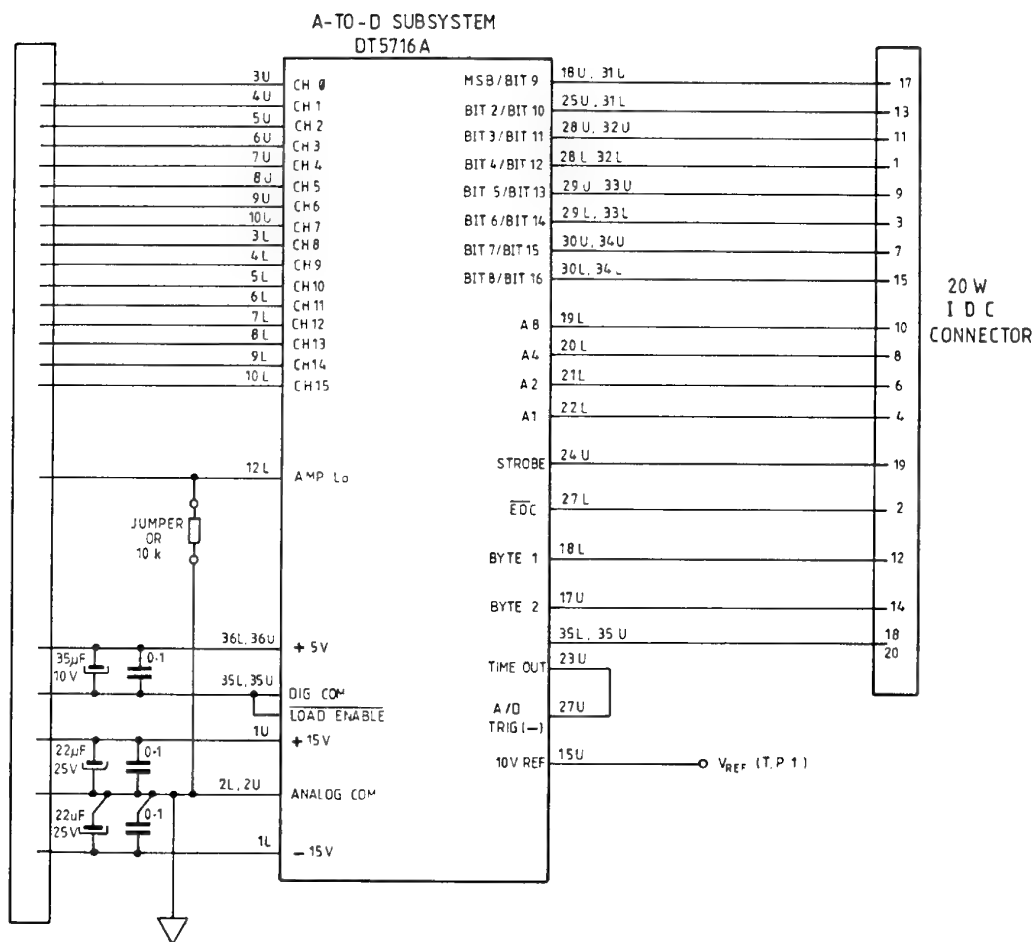 A-TO-D SUBSYSTEM
DT5716A
3U CH 0
4U CH 1
5U CH 2
6U CH 3
7U CH 4
8U CH 5
9U CH 6
10U CH 7
3L CH 8
4L CH 9
5L CH 10
6L CH 11
7L CH 12
8L CH 13
9L CH 14
10L CH 15
12L AMP Lo
JUMPER
OR
10 k
36L, 36U + 5V
35µF
10V
0·1
35L, 35U DIG COM
LOAD ENABLE
1U + 15V
22µF
25V
0·1
2L, 2U ANALOG COM
22uF
25V
0·1
1L – 15V
MSB/BIT 9 18U, 31L 17
BIT 2/BIT 10 25U, 31L 13
BIT 3/BIT 11 28U, 32U 11
BIT 4/BIT 12 28L, 32L 1
BIT 5/BIT 13 29U, 33U 9
BIT 6/BIT 14 29L, 33L 3
BIT 7/BIT 15 30U, 34U 7
BIT 8/BIT 16 30L, 34L 15
A8 19L 10
A4 20L 8
A2 21L 6
A1 22L 4
STROBE 24U 19
EOC 27L 2
BYTE 1 18L 12
BYTE 2 17U 14
35L, 35U 18
20
TIME OUT 23U
A/D
TRIG (–) 27U
10V REF 15U VREF (T.P 1)
20 W
I D C
CONNECTOR